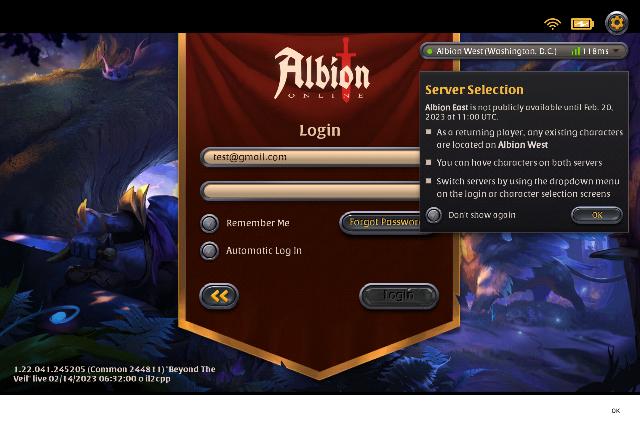 Albion West (Washington, D.C.) 118ms
Albion
ONLINE
Server Selection
Albion East is not publicly available until Feb. 20,
2023 at 11:00 UTC.
As a returning player, any existing characters
are located on Albion West
You can have characters on both servers
Switch servers by using the dropdown menu
on the login or character selection screens
Don't show again
OK
Login
test@gmail.com
Remember Me
Forgot Passwor
Automatic Log In
Login
1.22.041.245205 (Common 244811) "Beyond The
Veil" live 02/14/2023 06:32:00 o il2cpp
OK